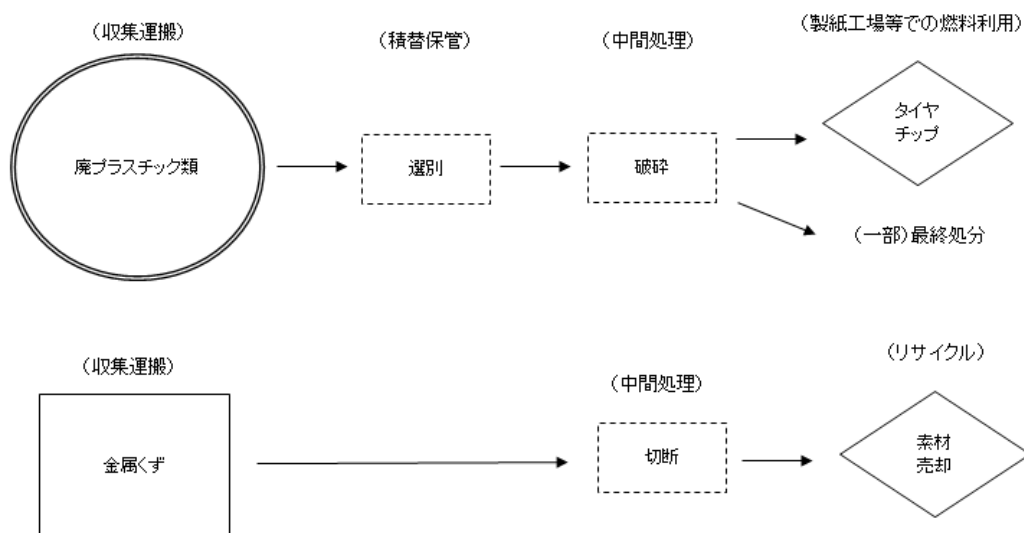 （収集運搬）
（積替保管）
（中間処理）
（製紙工場等での燃料利用）
廃プラスチック類
選別
破砕
タイヤ
チップ
（一部）最終処分
（収集運搬）
（中間処理）
（リサイクル）
金属くず
切断
素材
売却